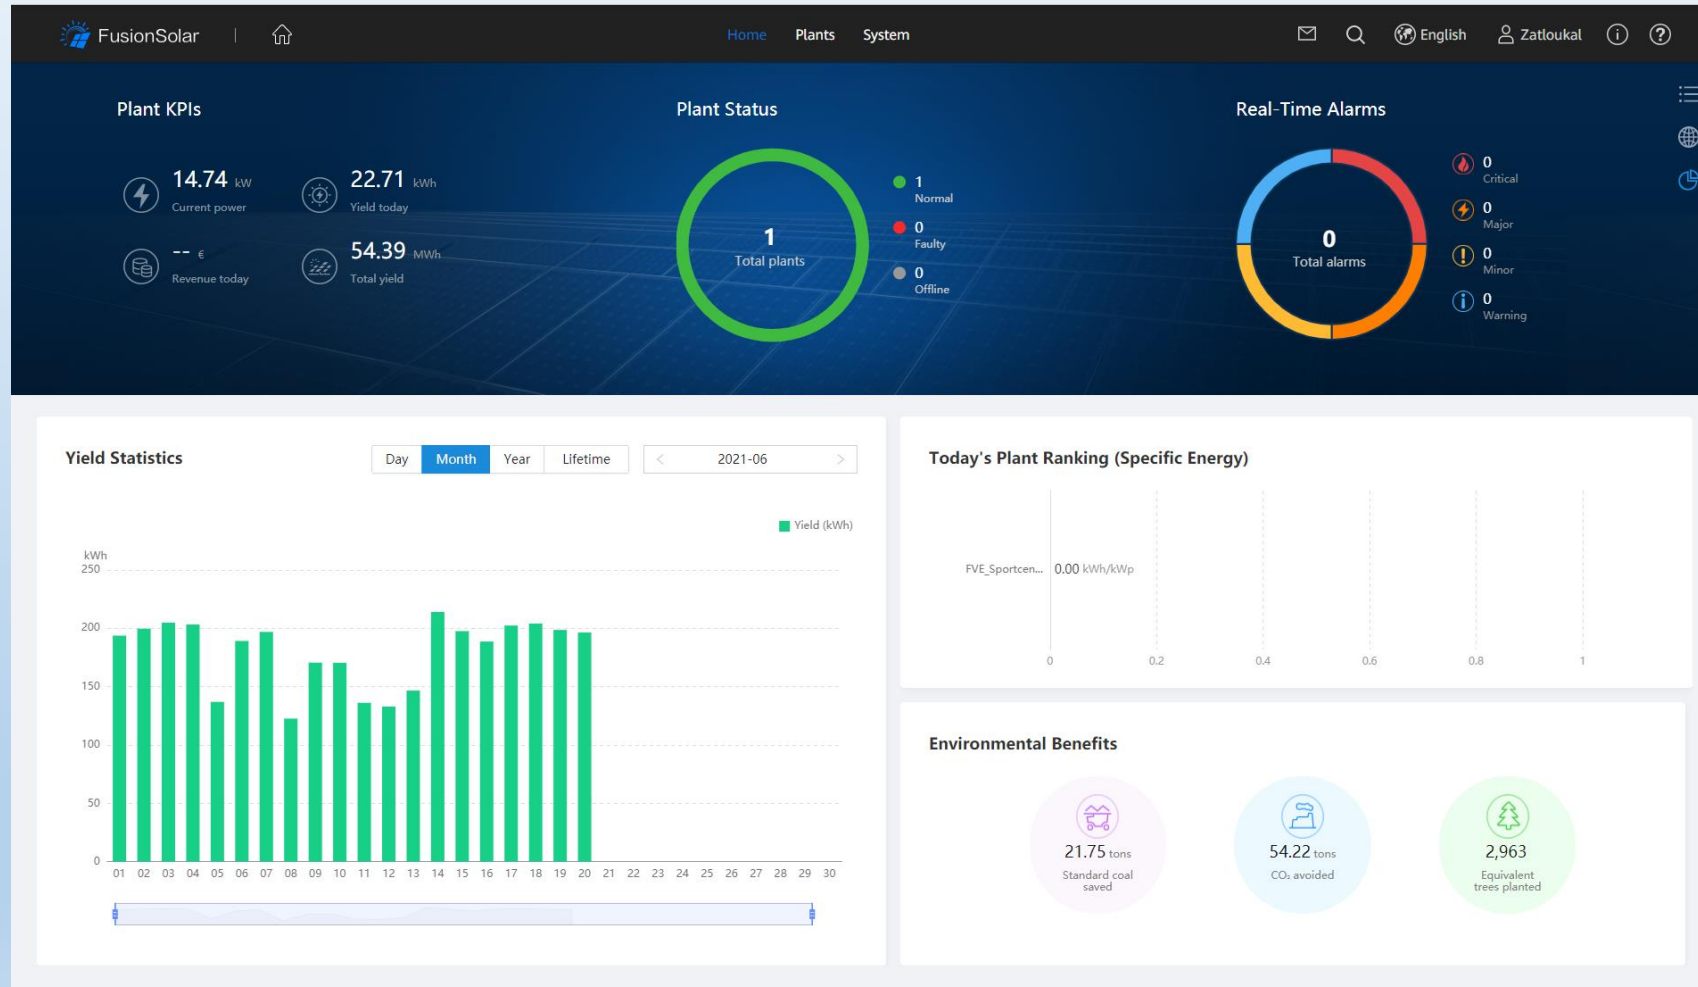 FusionSolar
Home Plants System
English Zatloukal
Plant KPIs
14.74 kW
Current power
22.71 kWh
Yield today
-- €
Revenue today
54.39 MWh
Total yield
Plant Status
1
Total plants
1
Normal
0
Faulty
0
Offline
Real-Time Alarms
0
Total alarms
0
Critical
0
Major
0
Minor
0
Warning
Yield Statistics
Day Month Year Lifetime < 2021-06 >
Yield (kWh)
kWh
250
200
150
100
50
0
01 02 03 04 05 06 07 08 09 10 11 12 13 14 15 16 17 18 19 20 21 22 23 24 25 26 27 28 29 30
Today's Plant Ranking (Specific Energy)
FVE_Sportcen... 0.00 kWh/kWp
0 0.2 0.4 0.6 0.8 1
Environmental Benefits
21.75 tons
Standard coal
saved
54.22 tons
CO₂ avoided
2,963
Equivalent
trees planted